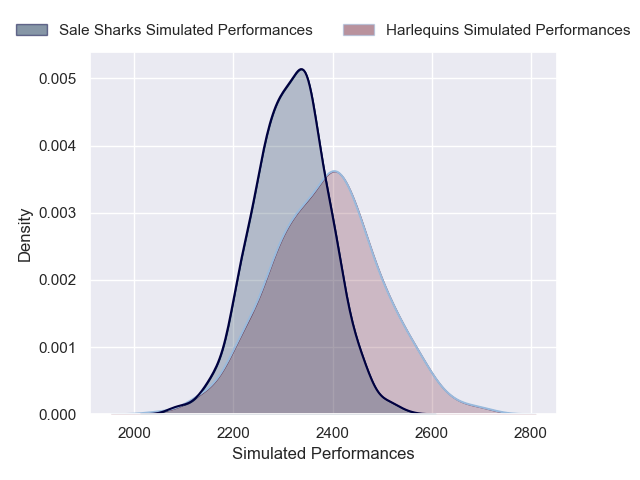 Sale Sharks Simulated Performances
Harlequins Simulated Performances
0.005
0.004
0.003
0.002
0.001
0.000
Density
2000
2200
2400
2600
2800
Simulated Performances